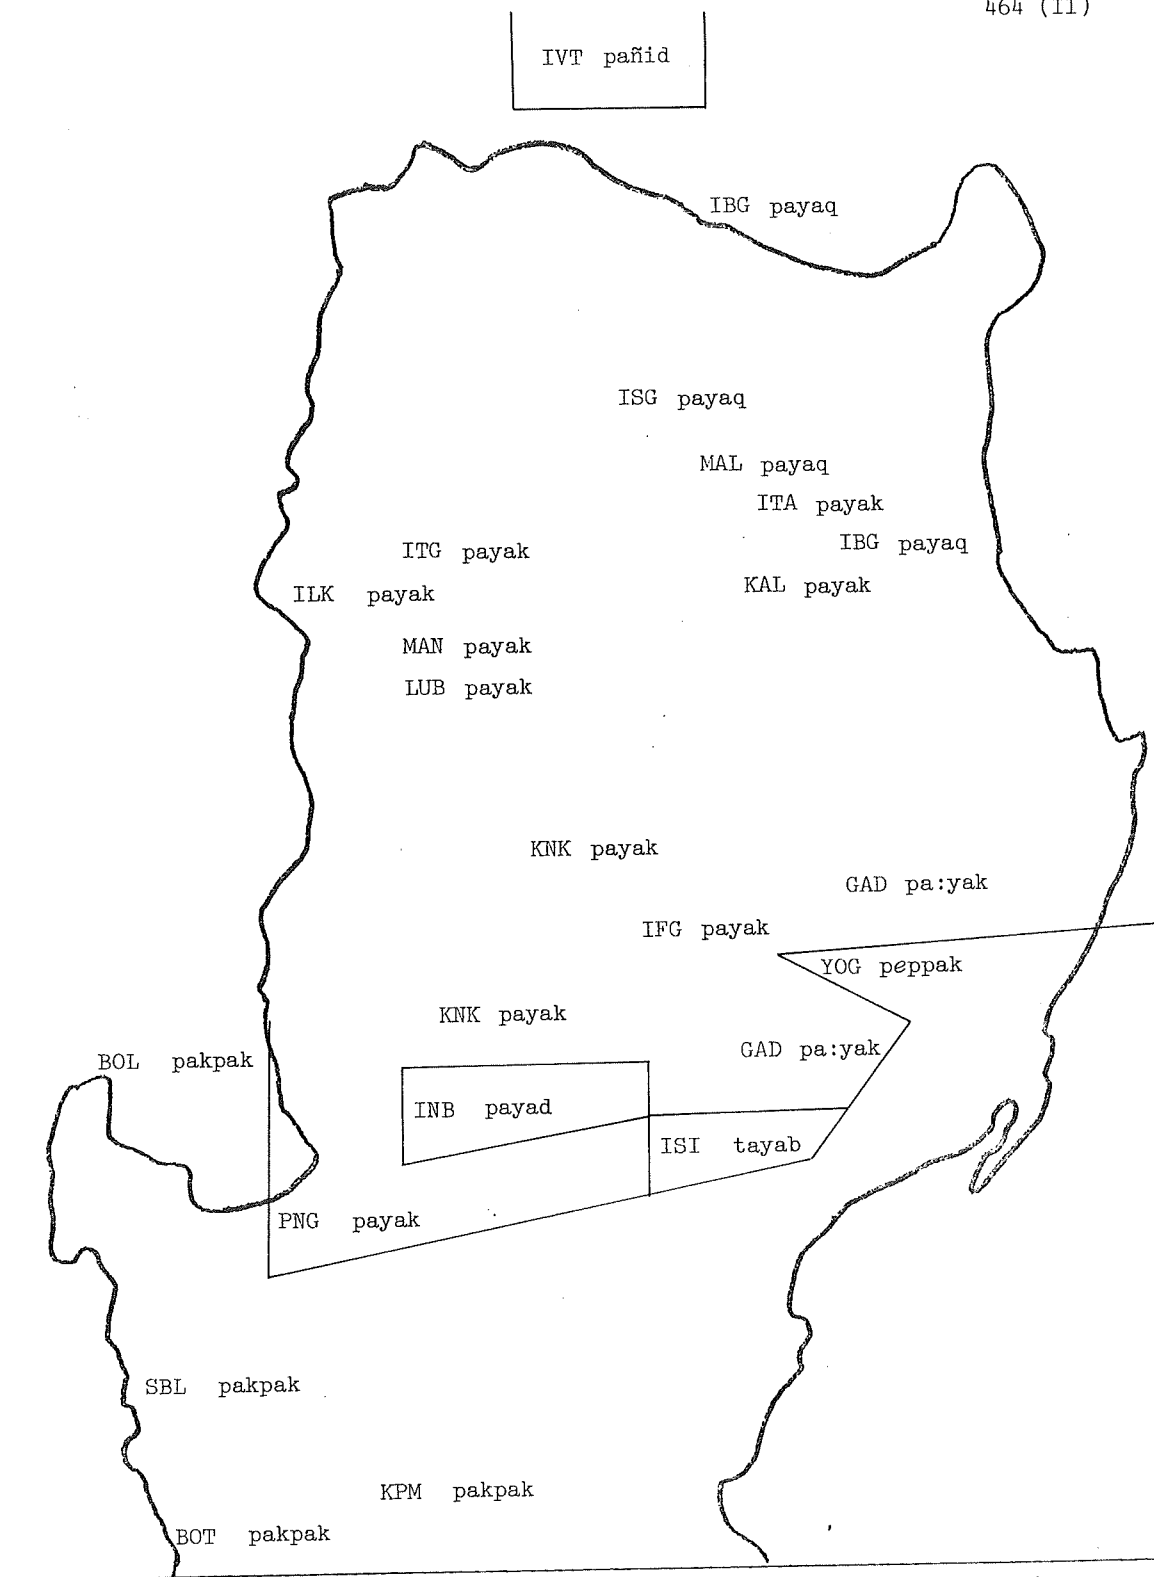 464 (II)
IVT pañid
IBG payaq
ISG payaq
MAL payaq
ITA payak
IBG payaq
ITG payak
KAL payak
ILK payak
MAN payak
LUB payak
KNK payak
GAD pa:yak
IFG payak
YOG peppak
KNK payak
GAD pa:yak
BOL pakpak
INB payad
ISI tayab
PNG payak
SBL pakpak
KPM pakpak
BOT pakpak